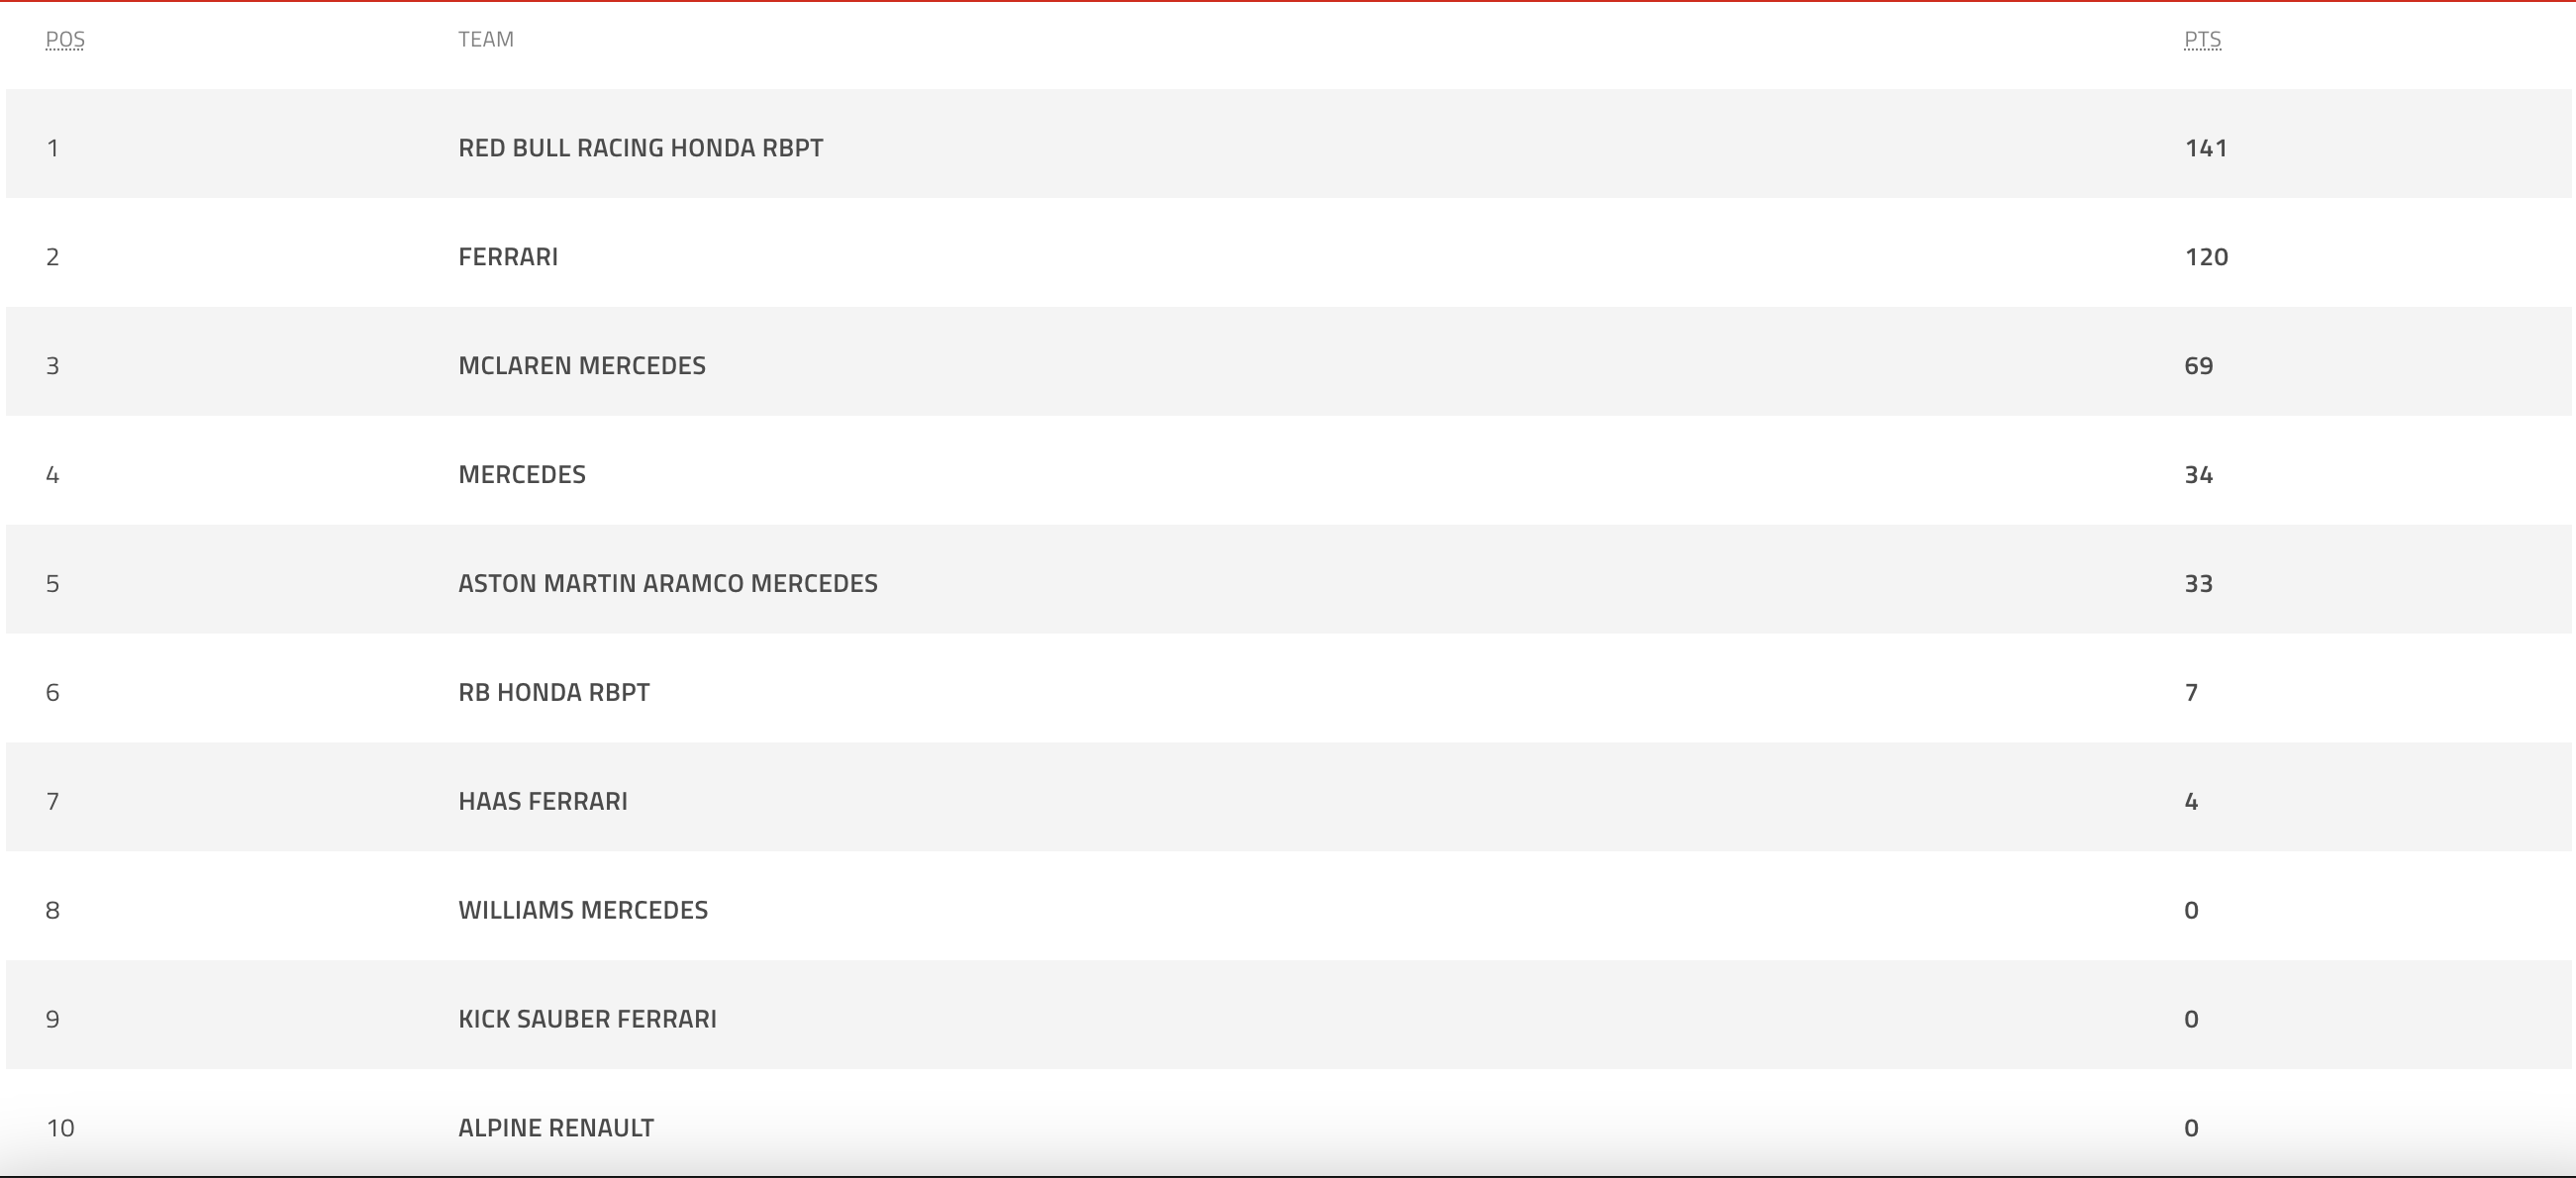 POS TEAM PTS
1 RED BULL RACING HONDA RBPT 141
2 FERRARI 120
3 MCLAREN MERCEDES 69
4 MERCEDES 34
5 ASTON MARTIN ARAMCO MERCEDES 33
6 RB HONDA RBPT 7
7 HAAS FERRARI 4
8 WILLIAMS MERCEDES 0
9 KICK SAUBER FERRARI 0
10 ALPINE RENAULT 0